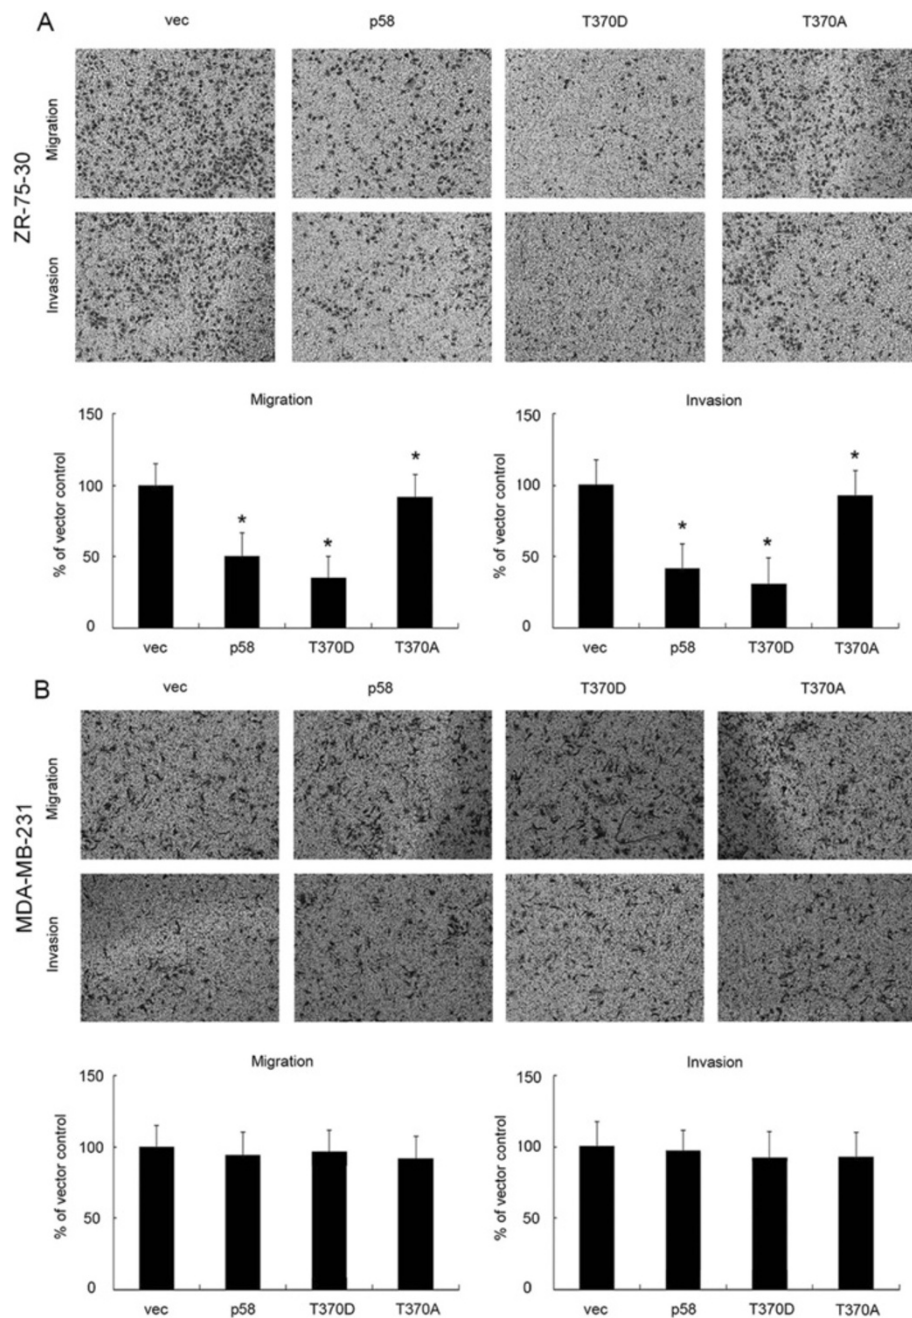 A
vec p58 T370D T370A
ZR-75-30
Migration
Invasion
Migration
% of vector control
150
100
50
0
*
*
*
vec p58 T370D T370A
Invasion
% of vector control
150
100
50
0
*
*
*
vec p58 T370D T370A
B
vec p58 T370D T370A
MDA-MB-231
Migration
Invasion
Migration
% of vector control
150
100
50
0
vec p58 T370D T370A
Invasion
% of vector control
150
100
50
0
vec p58 T370D T370A